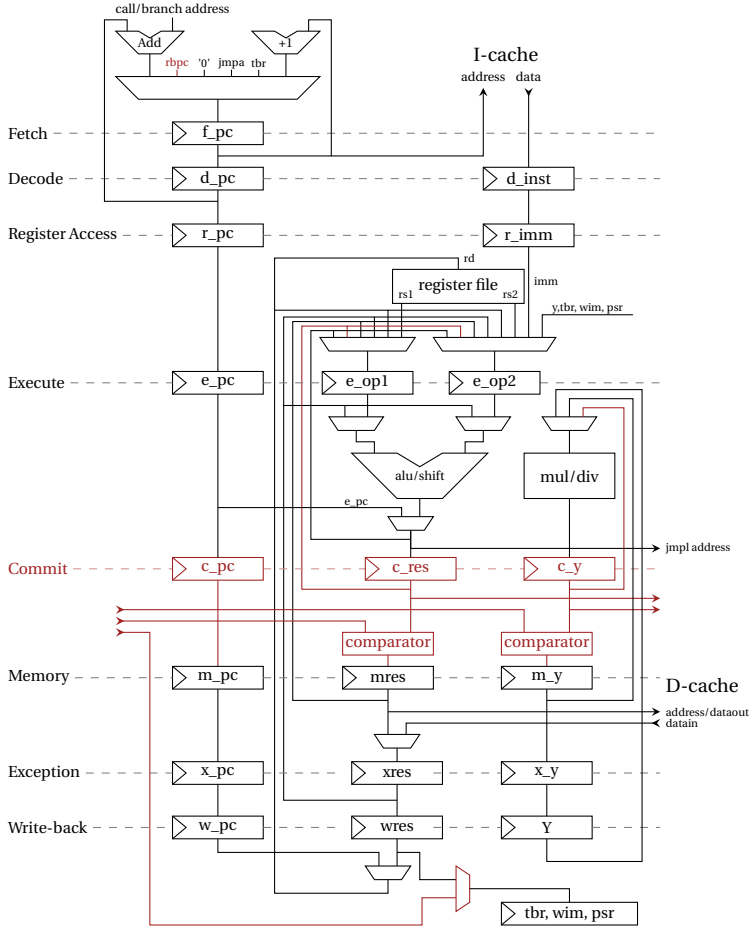 call/branch address
Add
+1
I-cache
rbpc '0' jmpa tbr
address data
Fetch
f_pc
Decode
d_pc
d_inst
Register Access
r_pc
r_imm
rd
register file
imm
rs1
rs2
y,tbr, wim, psr
Execute
e_pc
e_op1
e_op2
alu/shift
mul/div
e_pc
jmpl address
Commit
c_pc
c_res
c_y
comparator
comparator
Memory
m_pc
mres
m_y
D-cache
address/dataout
datain
Exception
x_pc
xres
x_y
Write-back
w_pc
wres
Y
tbr, wim, psr